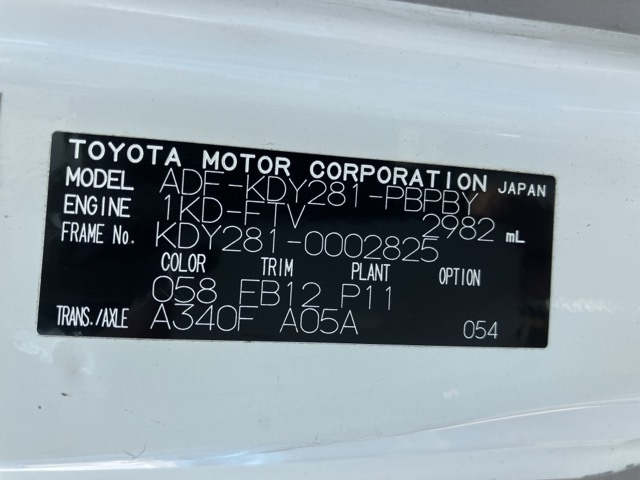 TOYOTA MOTOR CORPORATION JAPAN
MODEL ADF-KDY281-PBPBY
ENGINE 1KD-FTV 2982 mL
FRAME No. KDY281-0002825
COLOR TRIM PLANT OPTION
058 FB12 P11
TRANS./AXLE A340F A05A 054